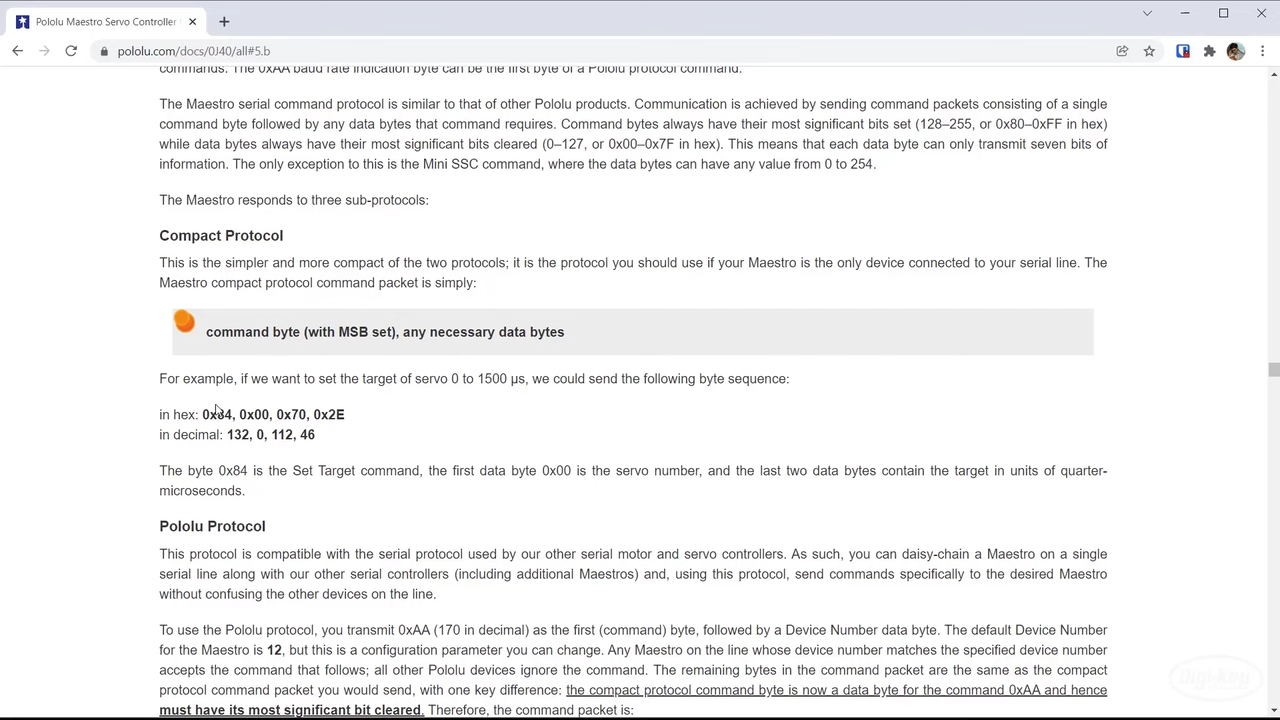 Pololu Maestro Servo Controller
pololu.com/docs/0J40/all#5.b
commands. The 0xAA baud rate indication byte can be the first byte of a Pololu protocol command.
The Maestro serial command protocol is similar to that of other Pololu products. Communication is achieved by sending command packets consisting of a single
command byte followed by any data bytes that command requires. Command bytes always have their most significant bits set (128–255, or 0x80–0xFF in hex)
while data bytes always have their most significant bits cleared (0–127, or 0x00–0x7F in hex). This means that each data byte can only transmit seven bits of
information. The only exception to this is the Mini SSC command, where the data bytes can have any value from 0 to 254.
The Maestro responds to three sub-protocols:
Compact Protocol
This is the simpler and more compact of the two protocols; it is the protocol you should use if your Maestro is the only device connected to your serial line. The
Maestro compact protocol command packet is simply:
command byte (with MSB set), any necessary data bytes
For example, if we want to set the target of servo 0 to 1500 µs, we could send the following byte sequence:
in hex: 0x84, 0x00, 0x70, 0x2E
in decimal: 132, 0, 112, 46
The byte 0x84 is the Set Target command, the first data byte 0x00 is the servo number, and the last two data bytes contain the target in units of quarter-
microseconds.
Pololu Protocol
This protocol is compatible with the serial protocol used by our other serial motor and servo controllers. As such, you can daisy-chain a Maestro on a single
serial line along with our other serial controllers (including additional Maestros) and, using this protocol, send commands specifically to the desired Maestro
without confusing the other devices on the line.
To use the Pololu protocol, you transmit 0xAA (170 in decimal) as the first (command) byte, followed by a Device Number data byte. The default Device Number
for the Maestro is 12, but this is a configuration parameter you can change. Any Maestro on the line whose device number matches the specified device number
accepts the command that follows; all other Pololu devices ignore the command. The remaining bytes in the command packet are the same as the compact
protocol command packet you would send, with one key difference: the compact protocol command byte is now a data byte for the command 0xAA and hence
must have its most significant bit cleared. Therefore, the command packet is:
Digi-Key